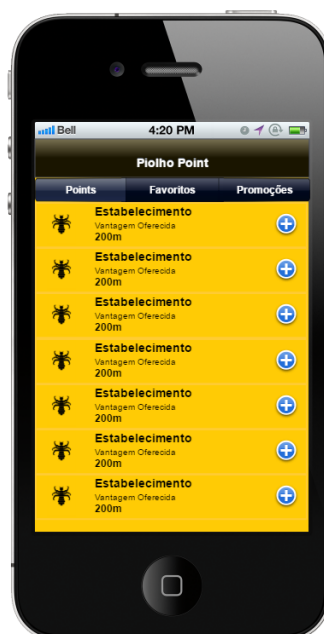 Bell 4:20 PM
Piolho Point
Points Favoritos Promoções
Estabelecimento
Vantagem Oferecida
200m
Estabelecimento
Vantagem Oferecida
200m
Estabelecimento
Vantagem Oferecida
200m
Estabelecimento
Vantagem Oferecida
200m
Estabelecimento
Vantagem Oferecida
200m
Estabelecimento
Vantagem Oferecida
200m
Estabelecimento
Vantagem Oferecida
200m